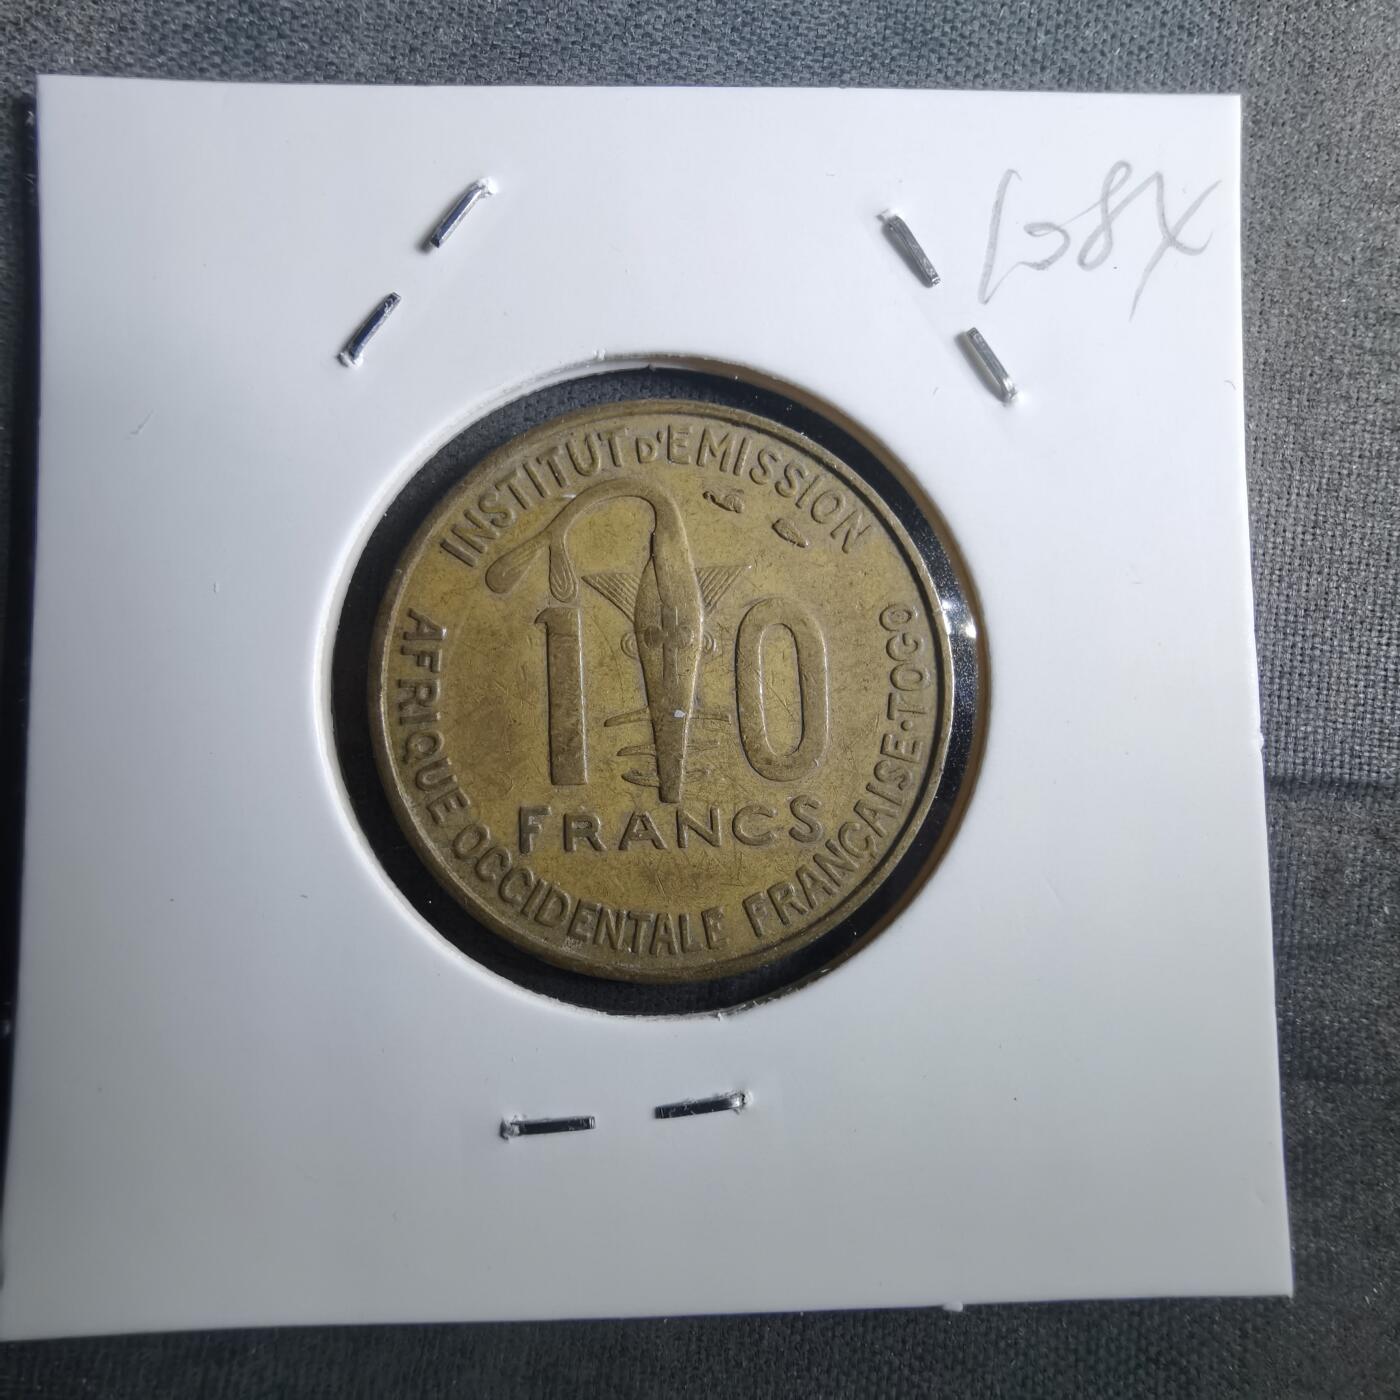 INSTITUT D'EMISSION
10
FRANCS
AFRIQUE OCCIDENTALE FRANÇAISE·TOGO